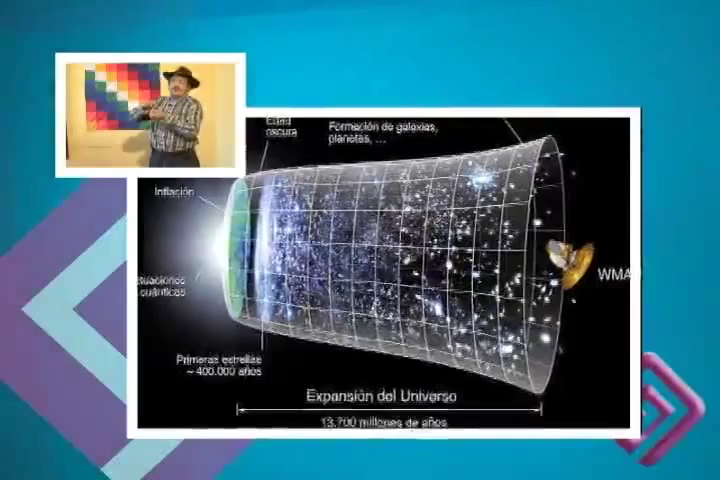 Edad
oscura
Formación de galaxias,
planetas, ...
Inflación
cuánticas
WMA
Primeras estrellas
~ 400.000 años
Expansión del Universo
13.700 millones de años